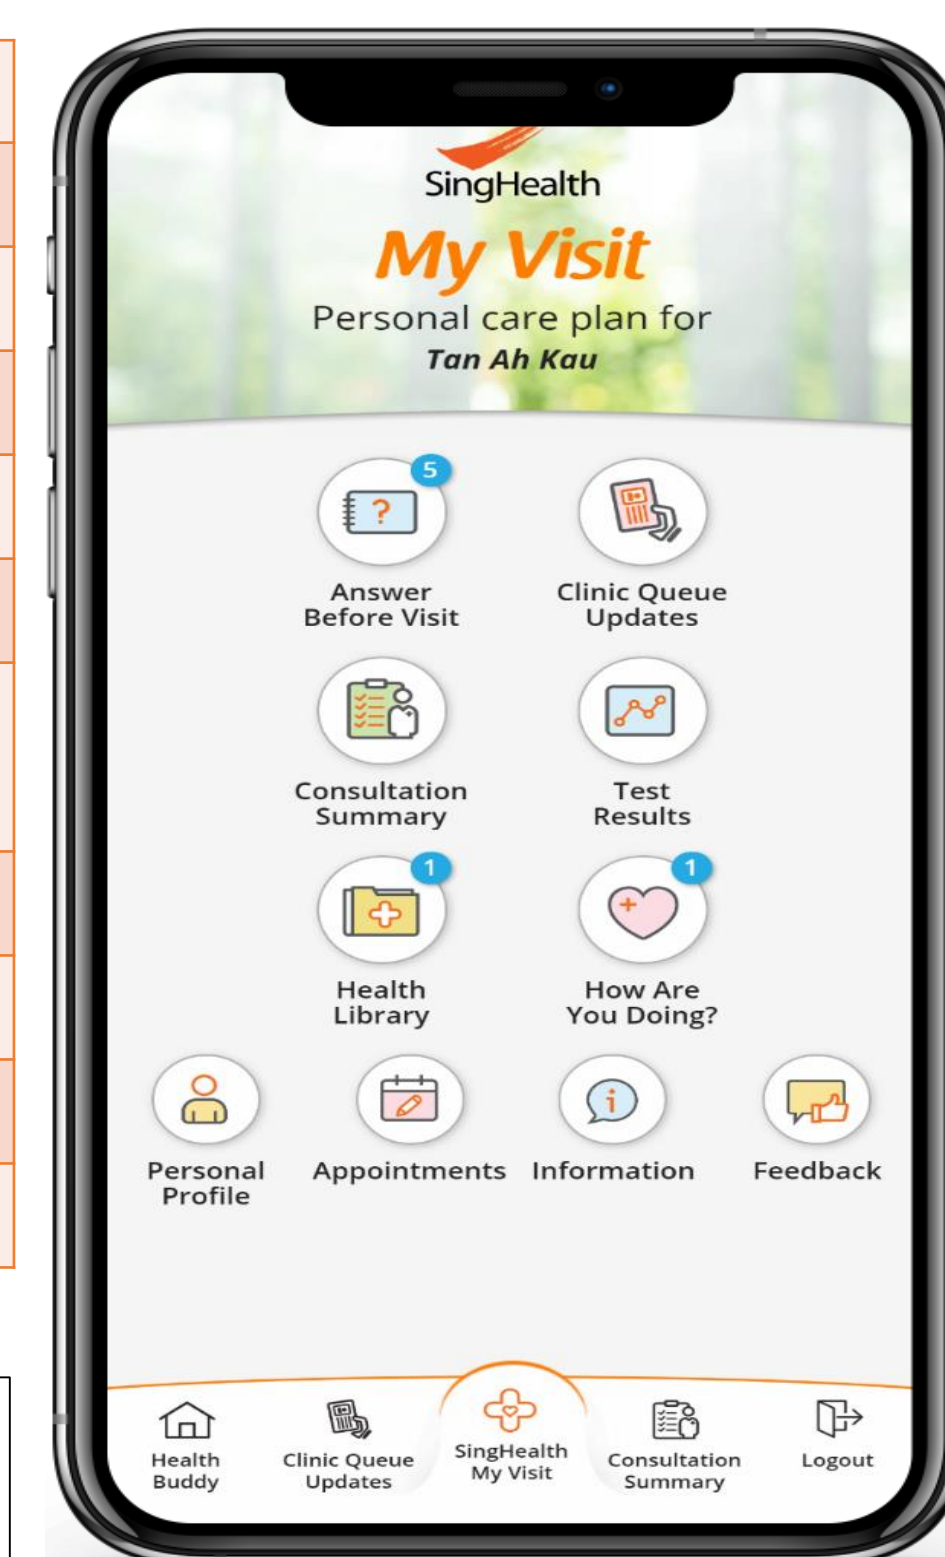 SingHealth
My Visit
Personal care plan for
Tan Ah Kau
5
?
Answer
Before Visit
Clinic Queue
Updates
Consultation
Summary
Test
Results
1
Health
Library
1
How Are
You Doing?
Personal
Profile
Appointments
i
Information
Feedback
Health
Buddy
Clinic Queue
Updates
SingHealth
My Visit
Consultation
Summary
Logout